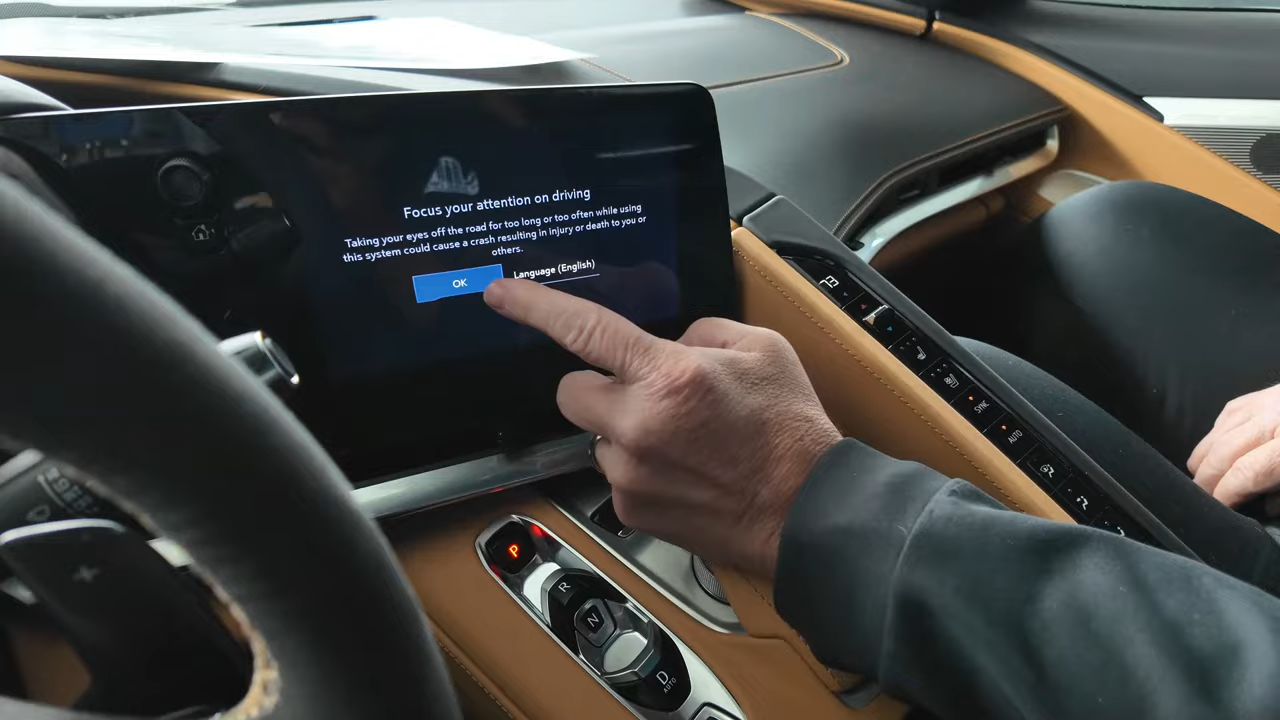 Focus your attention on driving
Taking your eyes off the road for too long or too often while using
this system could cause a crash resulting in injury or death to you or
others.
OK
Language (English)
SYNC
AUTO
P
R
N
D
AUTO